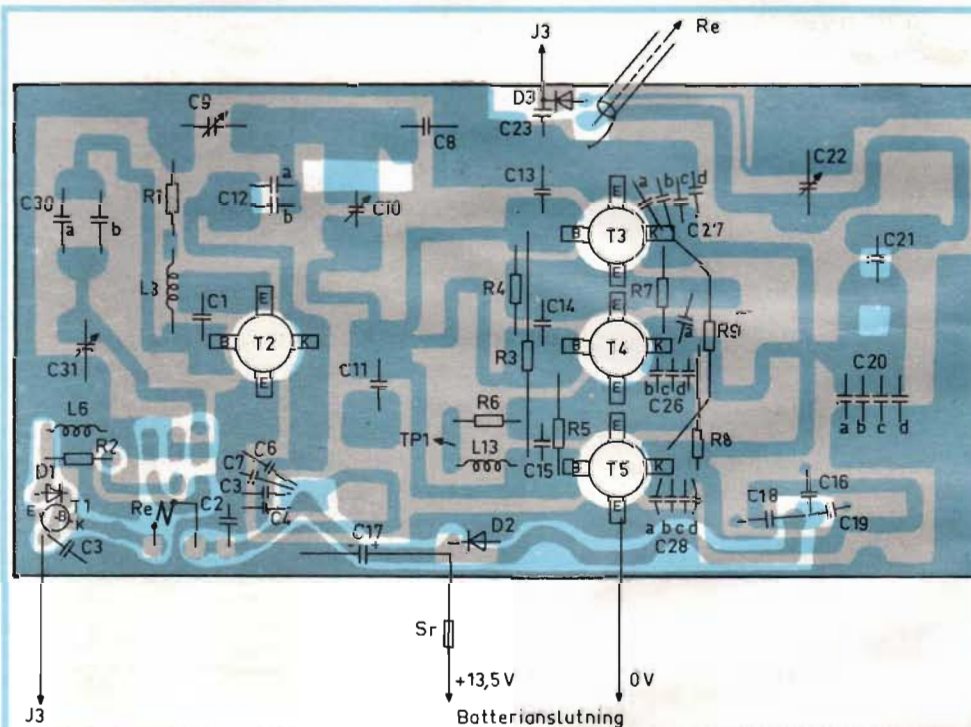 J3
Re
C9
D3
C23
C8
C22
C30
a
b
R1
C12
a
b
C10
C13
E
a
b
c
d
B
T3
K
C27
E
C21
L3
C1
E
B
T2
K
E
R4
R3
C14
E
R7
a
B
T4
K
R9
E
C31
C11
b
c
d
C26
C20
a
b
c
d
L6
R2
R6
TP1
L13
R5
C15
E
B
T5
K
E
R8
D1
T1
E
B
K
C3
Re
C2
C7
C6
C3
C4
C17
+
D2
a
b
c
d
C28
C18
C16
C19
Sr
+13,5V
0V
J3
Batterianslutning